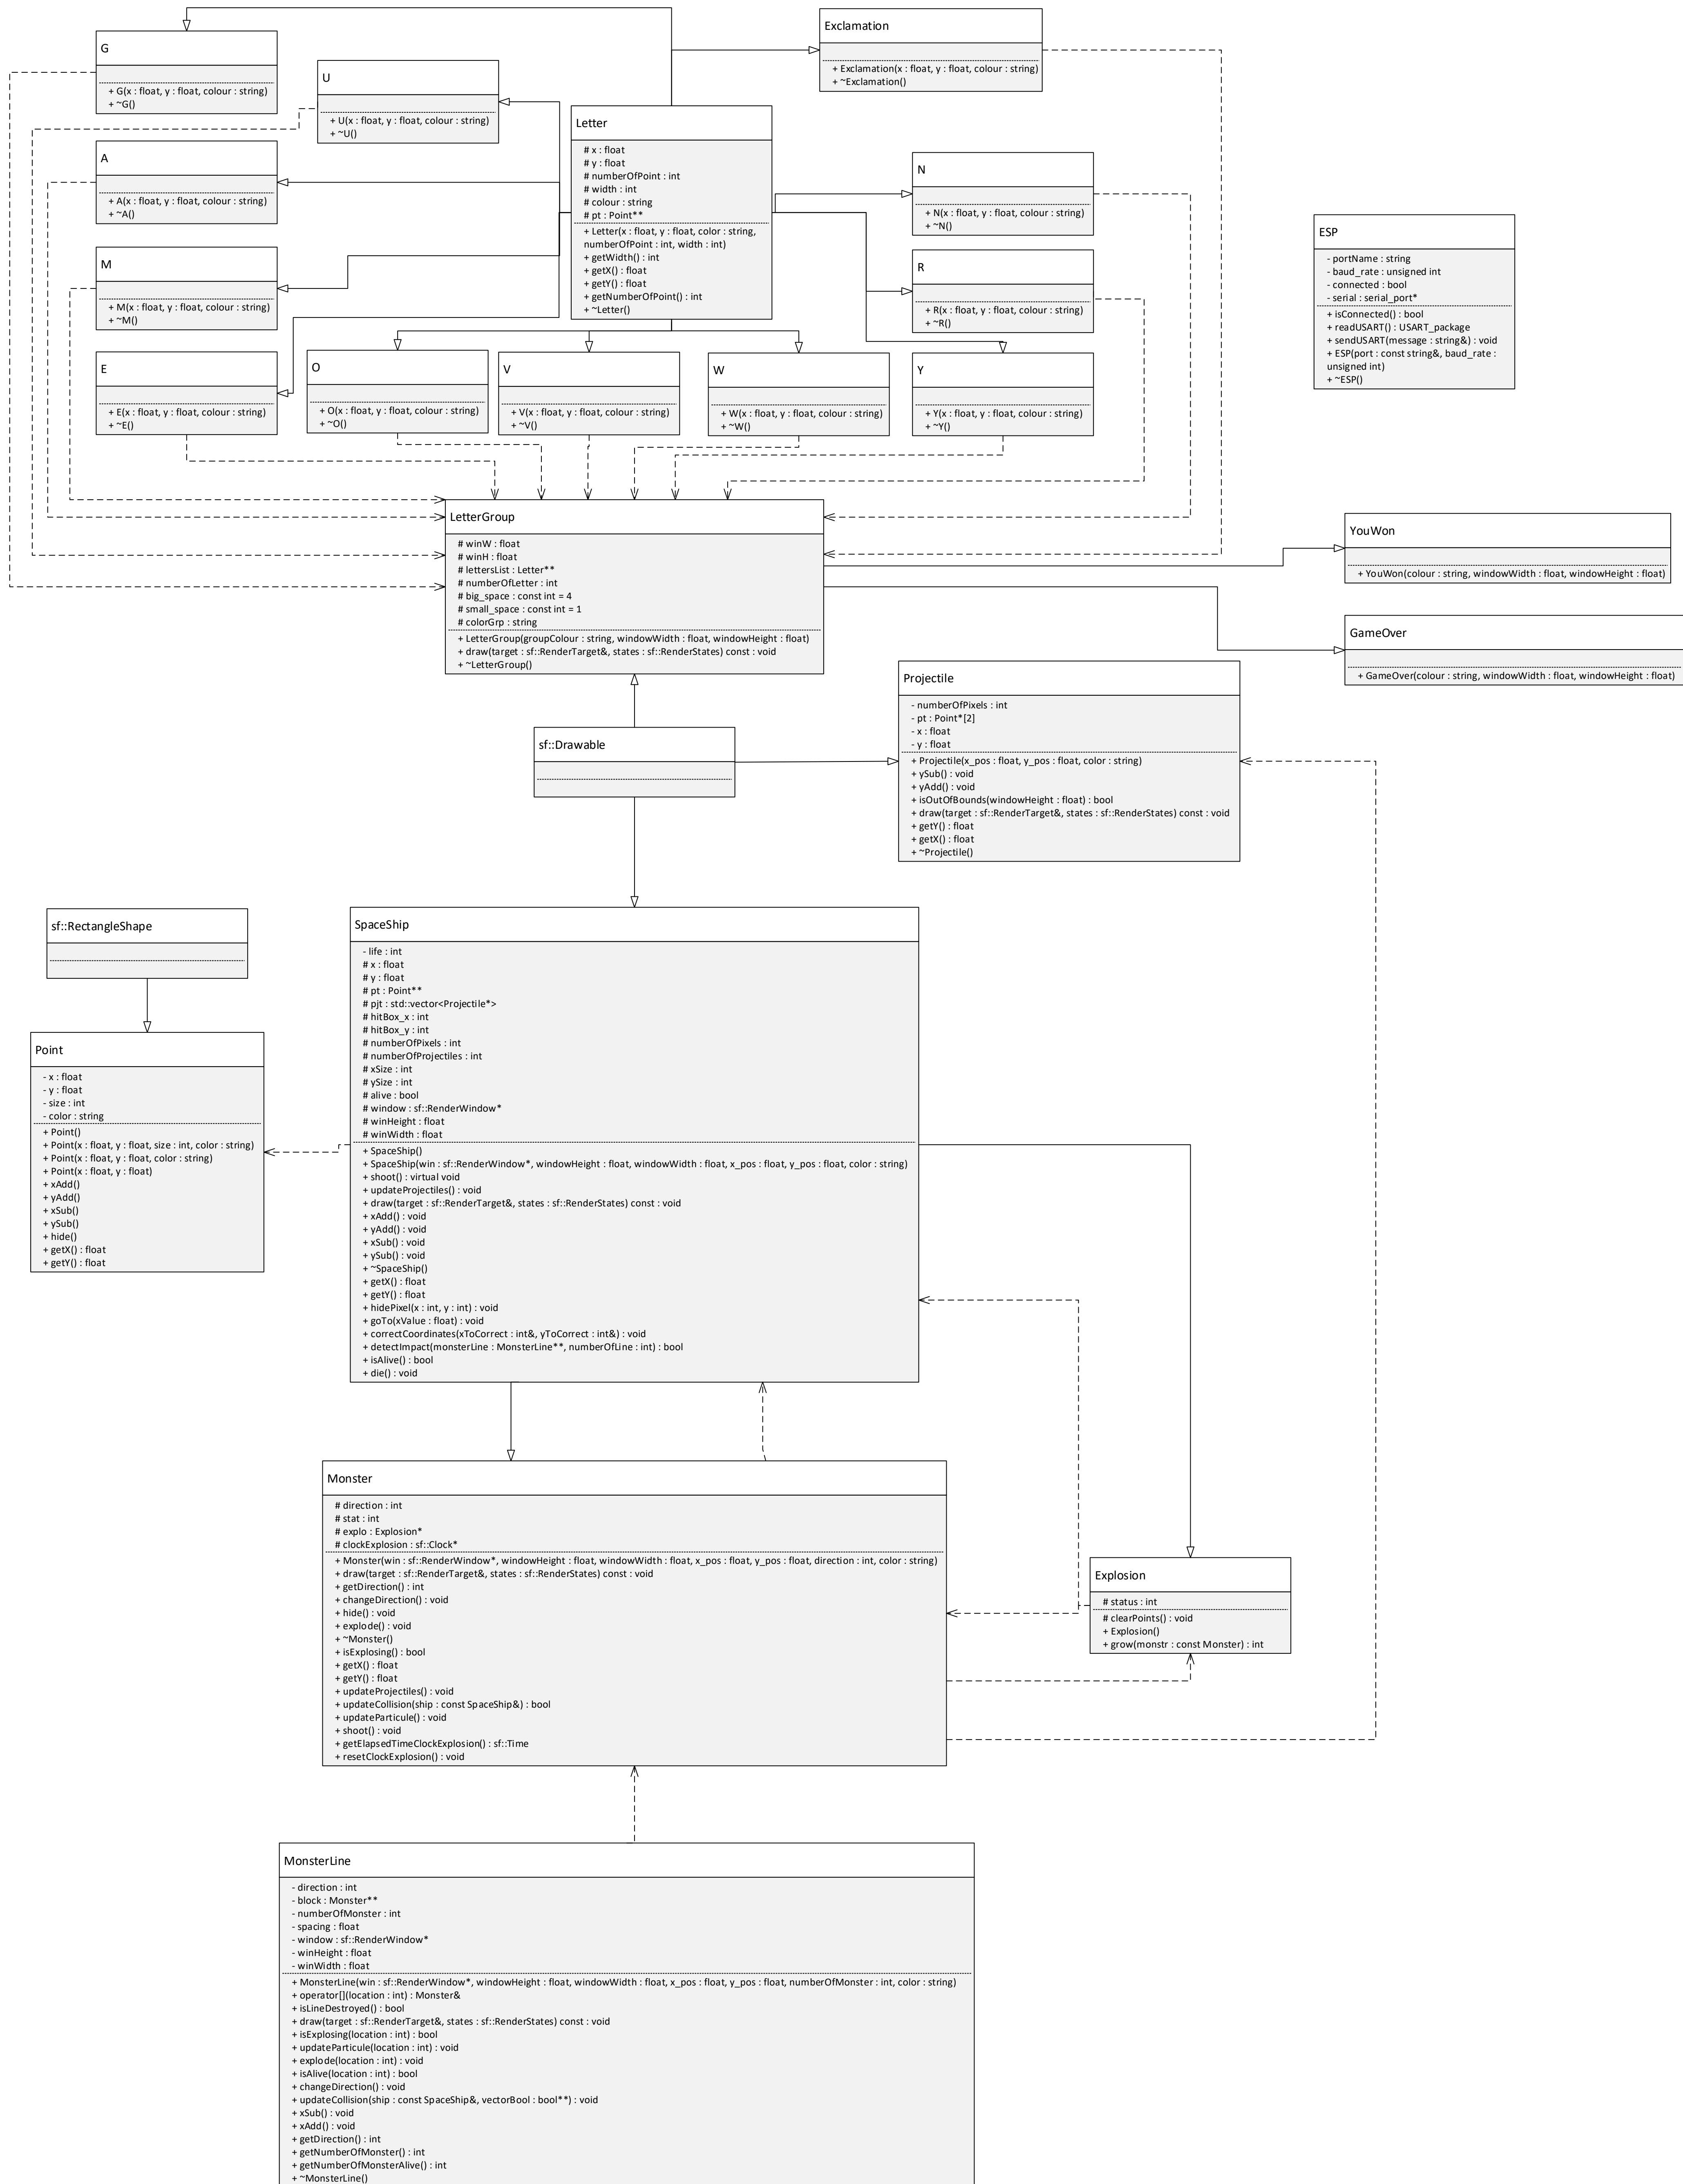 G
+ G(x : float, y : float, colour : string)
+ ~G()
Exclamation
+ Exclamation(x : float, y : float, colour : string)
+ ~Exclamation()
U
+ U(x : float, y : float, colour : string)
+ ~U()
Letter
# x : float
# y : float
# numberOfPoint : int
# width : int
# colour : string
# pt : Point**
+ Letter(x : float, y : float, color : string,
numberOfPoint : int, width : int)
+ getWidth() : int
+ getX() : float
+ getY() : float
+ getNumberOfPoint() : int
+ ~Letter()
A
+ A(x : float, y : float, colour : string)
+ ~A()
N
+ N(x : float, y : float, colour : string)
+ ~N()
ESP
- portName : string
- baud_rate : unsigned int
- connected : bool
- serial : serial_port*
+ isConnected() : bool
+ readUSART() : USART_package
+ sendUSART(message : string&) : void
+ ESP(port : const string&, baud_rate :
unsigned int)
+ ~ESP()
M
+ M(x : float, y : float, colour : string)
+ ~M()
R
+ R(x : float, y : float, colour : string)
+ ~R()
E
+ E(x : float, y : float, colour : string)
+ ~E()
O
+ O(x : float, y : float, colour : string)
+ ~O()
V
+ V(x : float, y : float, colour : string)
+ ~V()
W
+ W(x : float, y : float, colour : string)
+ ~W()
Y
+ Y(x : float, y : float, colour : string)
+ ~Y()
LetterGroup
# winW : float
# winH : float
# lettersList : Letter**
# numberOfLetter : int
# big_space : const int = 4
# small_space : const int = 1
# colorGrp : string
+ LetterGroup(groupColour : string, windowWidth : float, windowHeight : float)
+ draw(target : sf::RenderTarget&, states : sf::RenderStates) const : void
+ ~LetterGroup()
YouWon
+ YouWon(colour : string, windowWidth : float, windowHeight : float)
GameOver
+ GameOver(colour : string, windowWidth : float, windowHeight : float)
Projectile
- numberOfPixels : int
- pt : Point*[2]
- x : float
- y : float
+ Projectile(x_pos : float, y_pos : float, color : string)
+ ySub() : void
+ yAdd() : void
+ isOutOfBounds(windowHeight : float) : bool
+ draw(target : sf::RenderTarget&, states : sf::RenderStates) const : void
+ getY() : float
+ getX() : float
+ ~Projectile()
sf::Drawable
sf::RectangleShape
SpaceShip
- life : int
# x : float
# y : float
# pt : Point**
# pjt : std::vector<Projectile*>
# hitBox_x : int
# hitBox_y : int
# numberOfPixels : int
# numberOfProjectiles : int
# xSize : int
# ySize : int
# alive : bool
# window : sf::RenderWindow*
# winHeight : float
# winWidth : float
+ SpaceShip()
+ SpaceShip(win : sf::RenderWindow*, windowHeight : float, windowWidth : float, x_pos : float, y_pos : float, color : string)
+ shoot() : virtual void
+ updateProjectiles() : void
+ draw(target : sf::RenderTarget&, states : sf::RenderStates) const : void
+ xAdd() : void
+ yAdd() : void
+ xSub() : void
+ ySub() : void
+ ~SpaceShip()
+ getX() : float
+ getY() : float
+ hidePixel(x : int, y : int) : void
+ goTo(xValue : float) : void
+ correctCoordinates(xToCorrect : int&, yToCorrect : int&) : void
+ detectImpact(monsterLine : MonsterLine**, numberOfLine : int) : bool
+ isAlive() : bool
+ die() : void
Point
- x : float
- y : float
- size : int
- color : string
+ Point()
+ Point(x : float, y : float, size : int, color : string)
+ Point(x : float, y : float, color : string)
+ Point(x : float, y : float)
+ xAdd()
+ yAdd()
+ xSub()
+ ySub()
+ hide()
+ getX() : float
+ getY() : float
Monster
# direction : int
# stat : int
# explo : Explosion*
# clockExplosion : sf::Clock*
+ Monster(win : sf::RenderWindow*, windowHeight : float, windowWidth : float, x_pos : float, y_pos : float, direction : int, color : string)
+ draw(target : sf::RenderTarget&, states : sf::RenderStates) const : void
+ getDirection() : int
+ changeDirection() : void
+ hide() : void
+ explode() : void
+ ~Monster()
+ isExplosing() : bool
+ getX() : float
+ getY() : float
+ updateProjectiles() : void
+ updateCollision(ship : const SpaceShip&) : bool
+ updateParticule() : void
+ shoot() : void
+ getElapsedTimeClockExplosion() : sf::Time
+ resetClockExplosion() : void
Explosion
# status : int
# clearPoints() : void
+ Explosion()
+ grow(monstr : const Monster) : int
MonsterLine
- direction : int
- block : Monster**
- numberOfMonster : int
- spacing : float
- window : sf::RenderWindow*
- winHeight : float
- winWidth : float
+ MonsterLine(win : sf::RenderWindow*, windowHeight : float, windowWidth : float, x_pos : float, y_pos : float, numberOfMonster : int, color : string)
+ operator[](location : int) : Monster&
+ isLineDestroyed() : bool
+ draw(target : sf::RenderTarget&, states : sf::RenderStates) const : void
+ isExplosing(location : int) : bool
+ updateParticule(location : int) : void
+ explode(location : int) : void
+ isAlive(location : int) : bool
+ changeDirection() : void
+ updateCollision(ship : const SpaceShip&, vectorBool : bool**) : void
+ xSub() : void
+ xAdd() : void
+ getDirection() : int
+ getNumberOfMonster() : int
+ getNumberOfMonsterAlive() : int
+ ~MonsterLine()